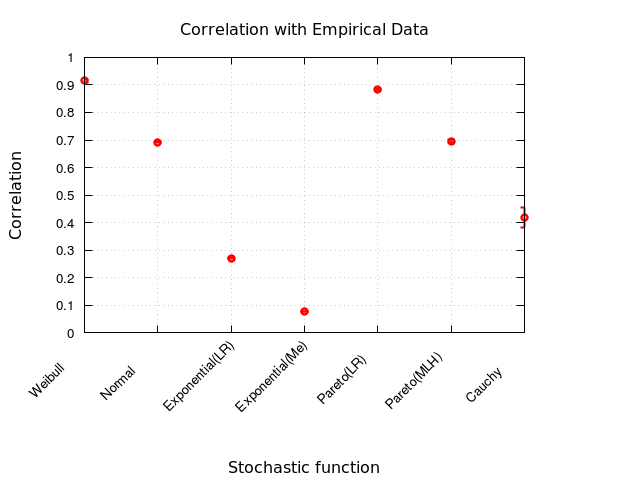 Correlation with Empirical Data
Correlation
1
0.9
0.8
0.7
0.6
0.5
0.4
0.3
0.2
0.1
0
Weibull
Normal
Exponential(LR)
Exponential(Me)
Pareto(LR)
Pareto(MLH)
Cauchy
Stochastic function